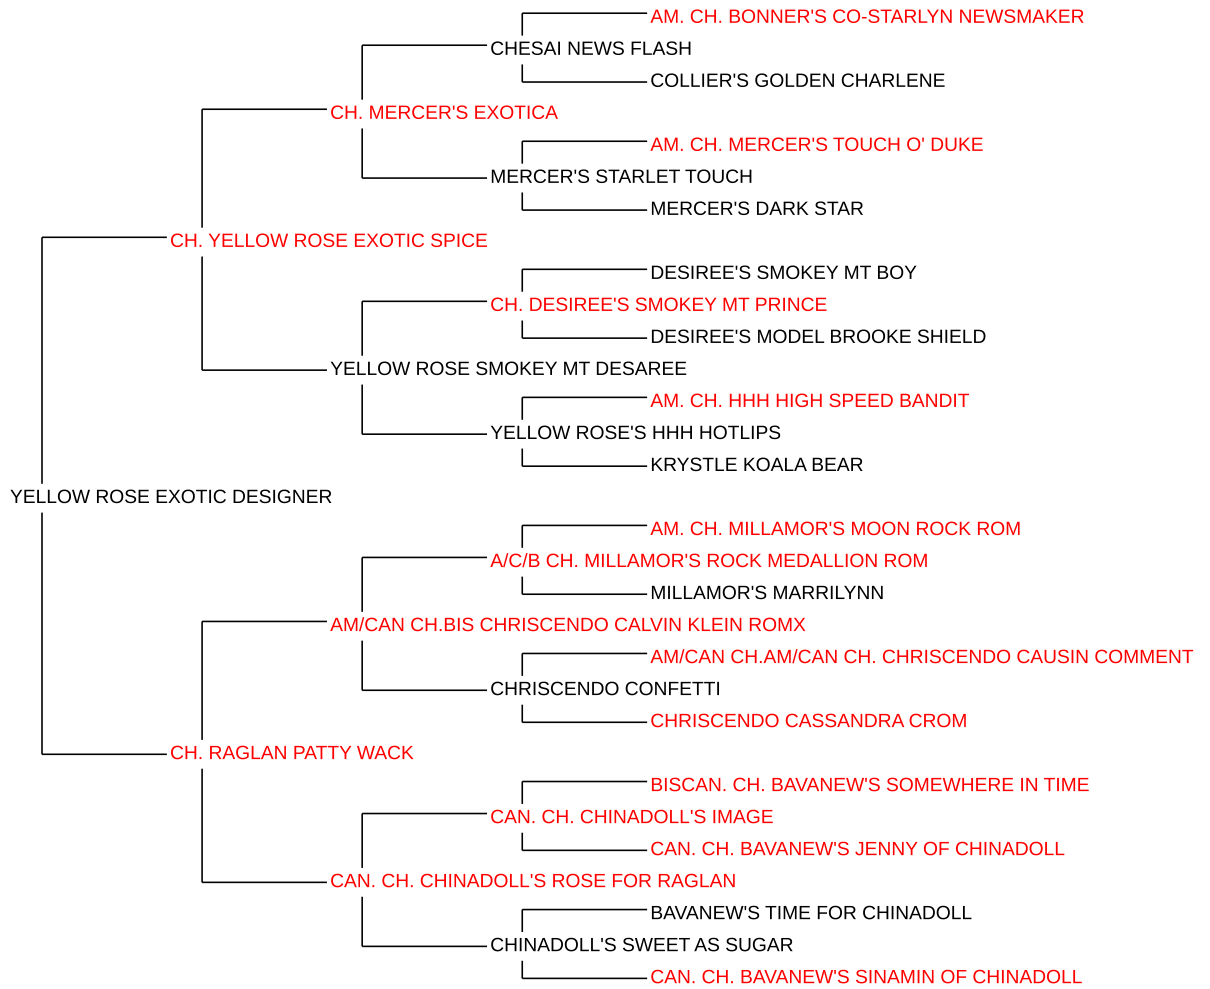 AM. CH. BONNER'S CO-STARLYN NEWSMAKER
CHESAI NEWS FLASH
COLLIER'S GOLDEN CHARLENE
CH. MERCER'S EXOTICA
AM. CH. MERCER'S TOUCH O' DUKE
MERCER'S STARLET TOUCH
MERCER'S DARK STAR
CH. YELLOW ROSE EXOTIC SPICE
DESIREE'S SMOKEY MT BOY
CH. DESIREE'S SMOKEY MT PRINCE
DESIREE'S MODEL BROOKE SHIELD
YELLOW ROSE SMOKEY MT DESAREE
AM. CH. HHH HIGH SPEED BANDIT
YELLOW ROSE'S HHH HOTLIPS
KRYSTLE KOALA BEAR
YELLOW ROSE EXOTIC DESIGNER
AM. CH. MILLAMOR'S MOON ROCK ROM
A/C/B CH. MILLAMOR'S ROCK MEDALLION ROM
MILLAMOR'S MARRILYNN
AM/CAN CH.BIS CHRISCENDO CALVIN KLEIN ROMX
AM/CAN CH.AM/CAN CH. CHRISCENDO CAUSIN COMMENT
CHRISCENDO CONFETTI
CHRISCENDO CASSANDRA CROM
CH. RAGLAN PATTY WACK
BISCAN. CH. BAVANEW'S SOMEWHERE IN TIME
CAN. CH. CHINADOLL'S IMAGE
CAN. CH. BAVANEW'S JENNY OF CHINADOLL
CAN. CH. CHINADOLL'S ROSE FOR RAGLAN
BAVANEW'S TIME FOR CHINADOLL
CHINADOLL'S SWEET AS SUGAR
CAN. CH. BAVANEW'S SINAMIN OF CHINADOLL